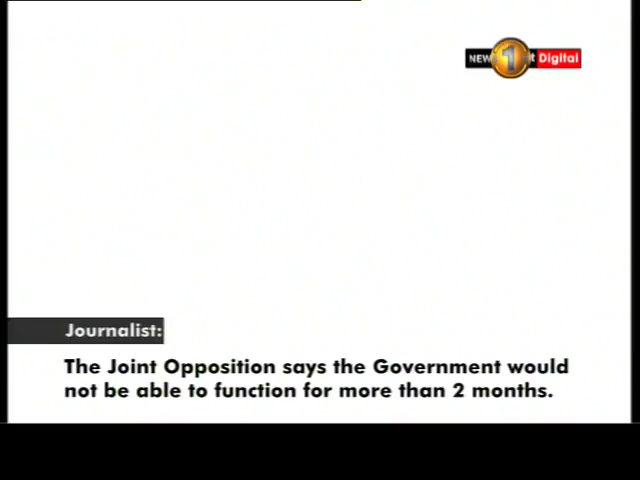 NEWS 1st Digital
Journalist:
The Joint Opposition says the Government would
not be able to function for more than 2 months.